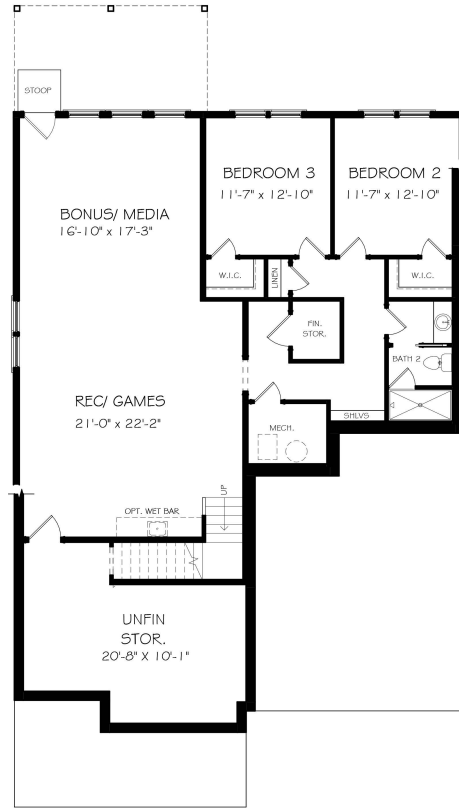 STOOP
BEDROOM 3
11'-7" x 12'-10"
BEDROOM 2
11'-7" x 12'-10"
BONUS/ MEDIA
16'-10" x 17'-3"
W.I.C.
LINEN
W.I.C.
FIN.
STOR.
BATH 2
REC/ GAMES
21'-0" x 22'-2"
SHLVS
MECH.
UP
OPT. WET BAR
UNFIN
STOR.
20'-8" X 10'-1"